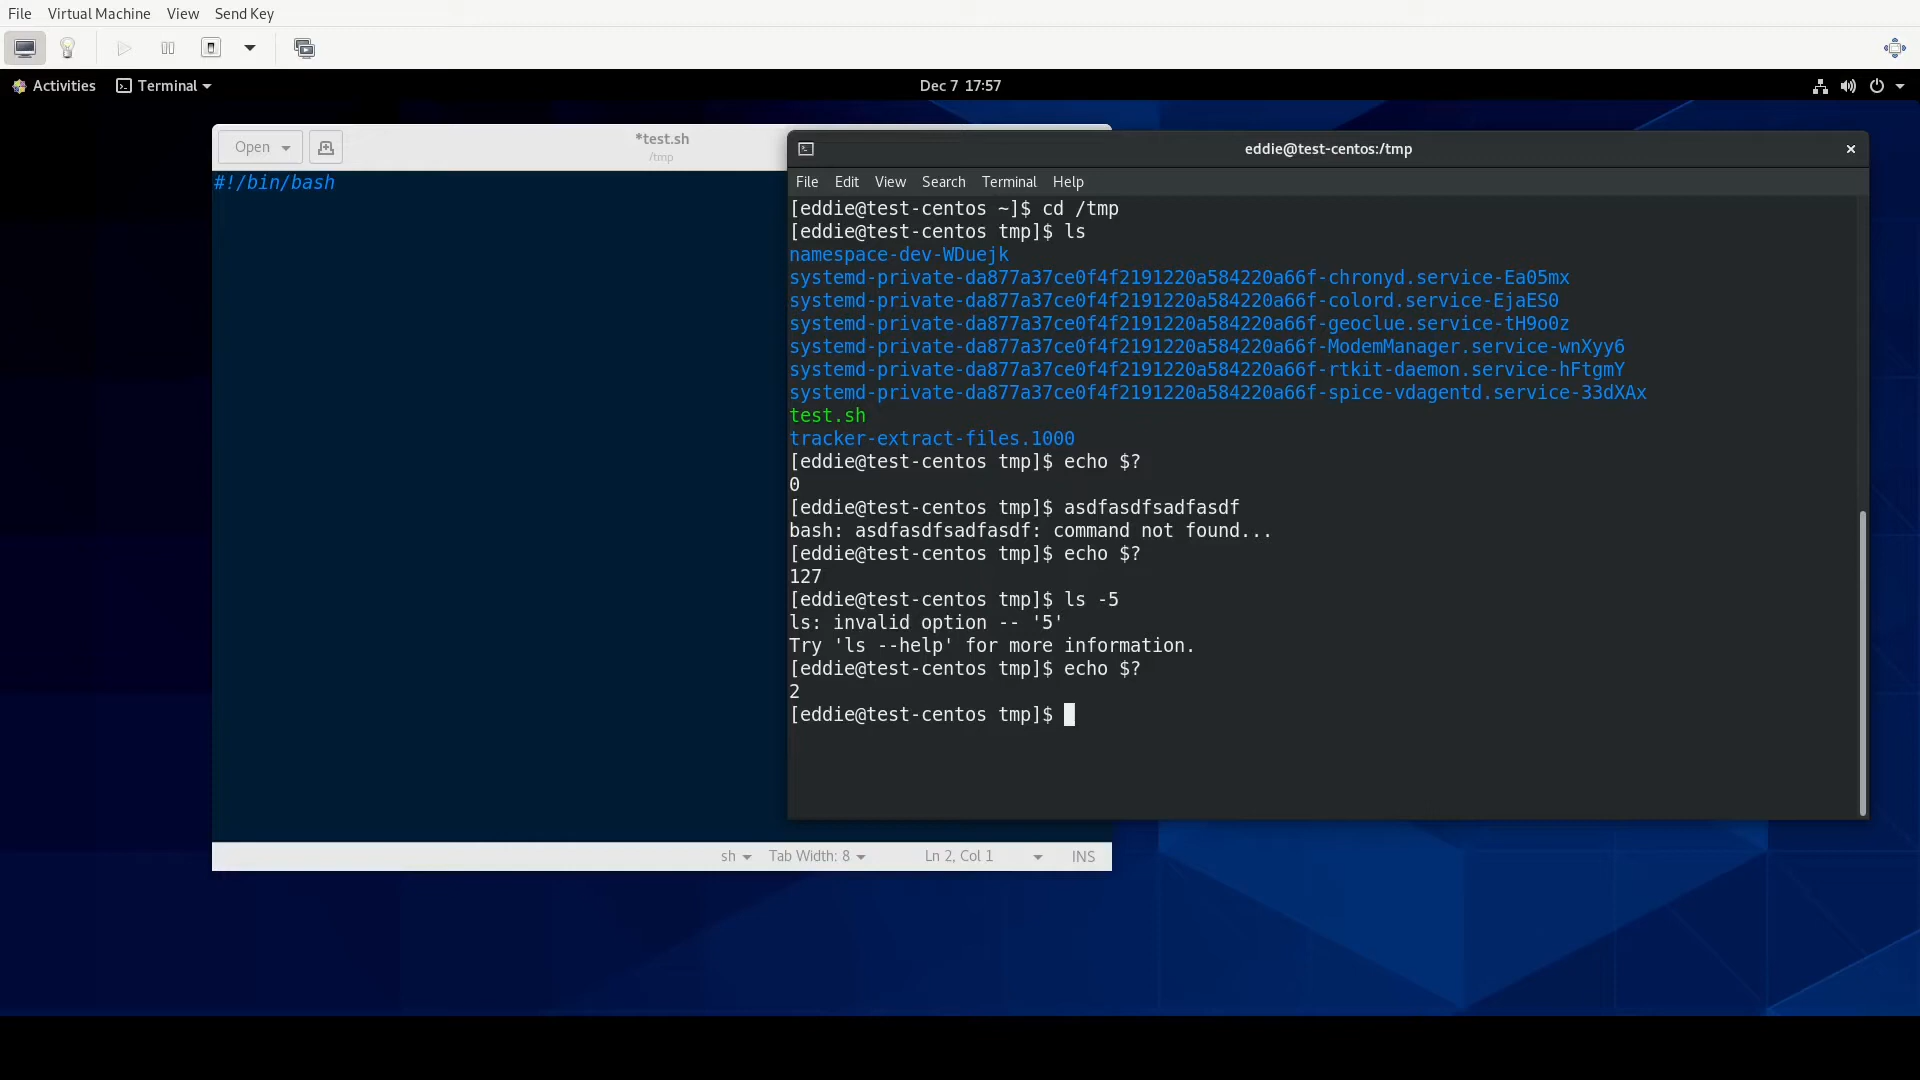 File Virtual Machine View Send Key
Activities Terminal Dec 7 17:57
Open *test.sh
/tmp
#!/bin/bash
sh Tab Width: 8 Ln 2, Col 1 INS
eddie@test-centos:/tmp
File Edit View Search Terminal Help
[eddie@test-centos ~]$ cd /tmp
[eddie@test-centos tmp]$ ls
namespace-dev-WDuejk
systemd-private-da877a37ce0f4f2191220a584220a66f-chronyd.service-Ea05mx
systemd-private-da877a37ce0f4f2191220a584220a66f-colord.service-EjaES0
systemd-private-da877a37ce0f4f2191220a584220a66f-geoclue.service-tH9o0z
systemd-private-da877a37ce0f4f2191220a584220a66f-ModemManager.service-wnXyy6
systemd-private-da877a37ce0f4f2191220a584220a66f-rtkit-daemon.service-hFtgmY
systemd-private-da877a37ce0f4f2191220a584220a66f-spice-vdagentd.service-33dXAx
test.sh
tracker-extract-files.1000
[eddie@test-centos tmp]$ echo $?
0
[eddie@test-centos tmp]$ asdfasdfsadfasdf
bash: asdfasdfsadfasdf: command not found...
[eddie@test-centos tmp]$ echo $?
127
[eddie@test-centos tmp]$ ls -5
ls: invalid option -- '5'
Try 'ls --help' for more information.
[eddie@test-centos tmp]$ echo $?
2
[eddie@test-centos tmp]$